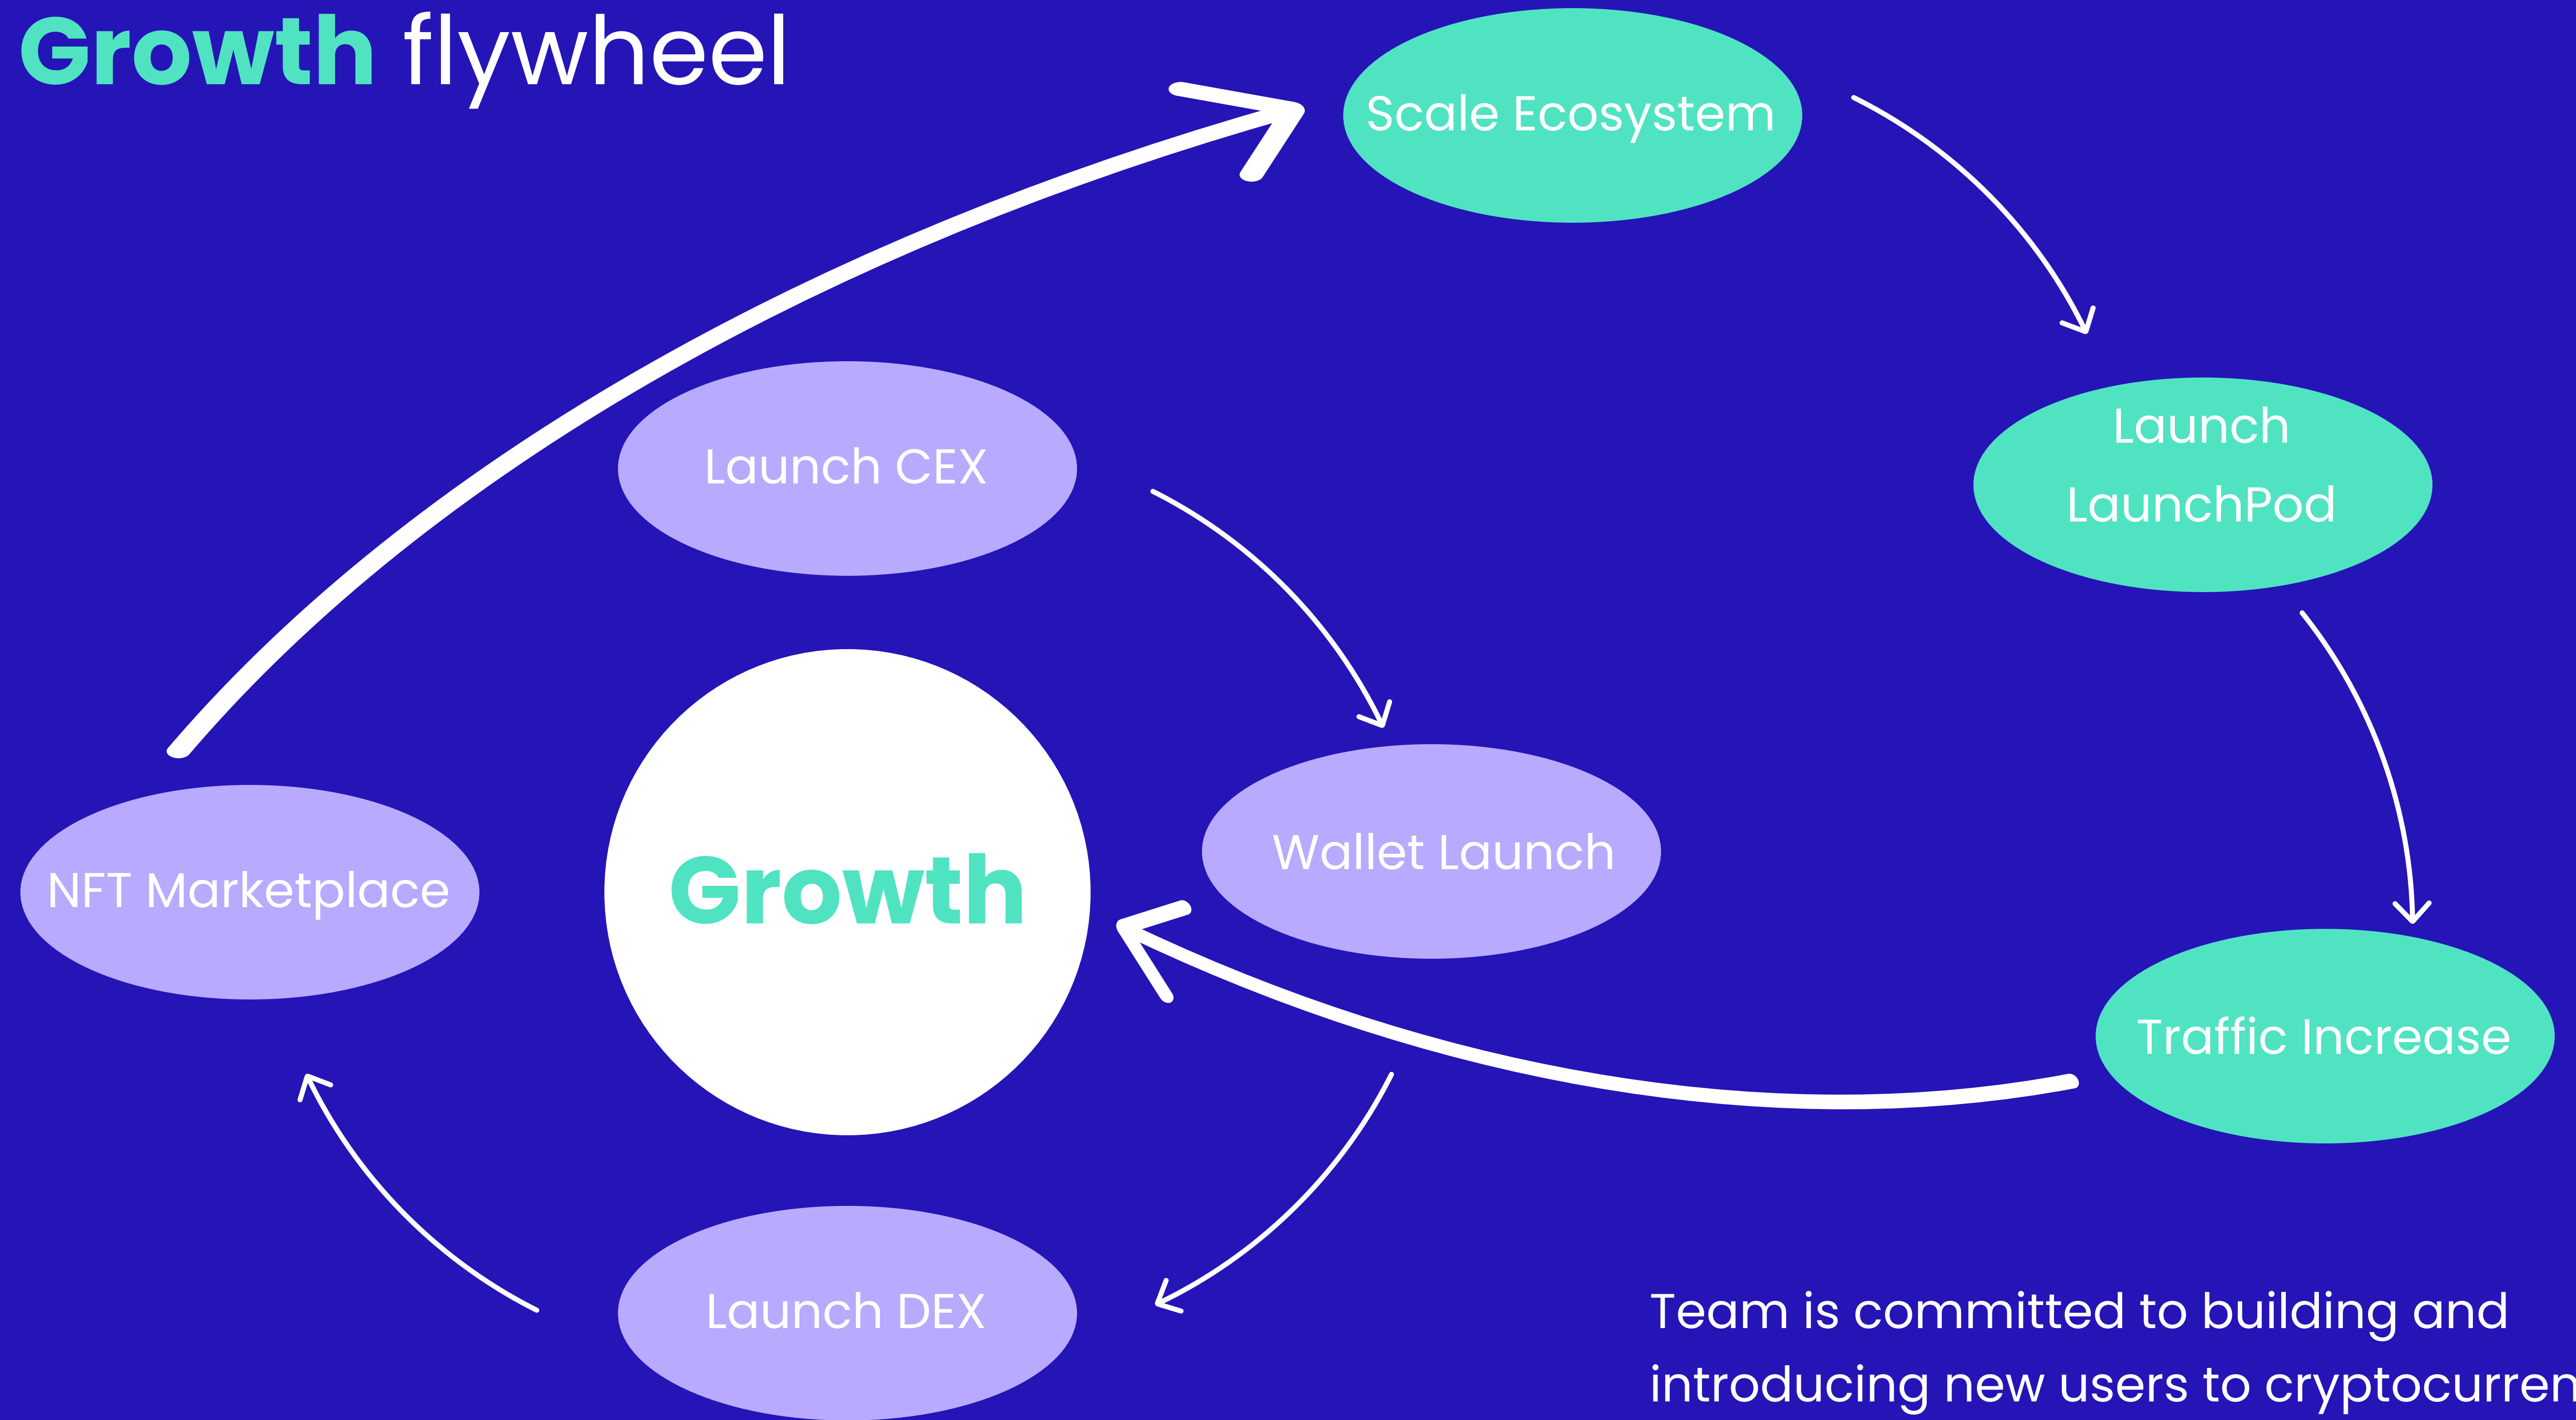 Growth flywheel
Scale Ecosystem
Launch CEX
Launch
LaunchPod
Wallet Launch
NFT Marketplace
Growth
Traffic Increase
Launch DEX
Team is committed to building and
introducing new users to